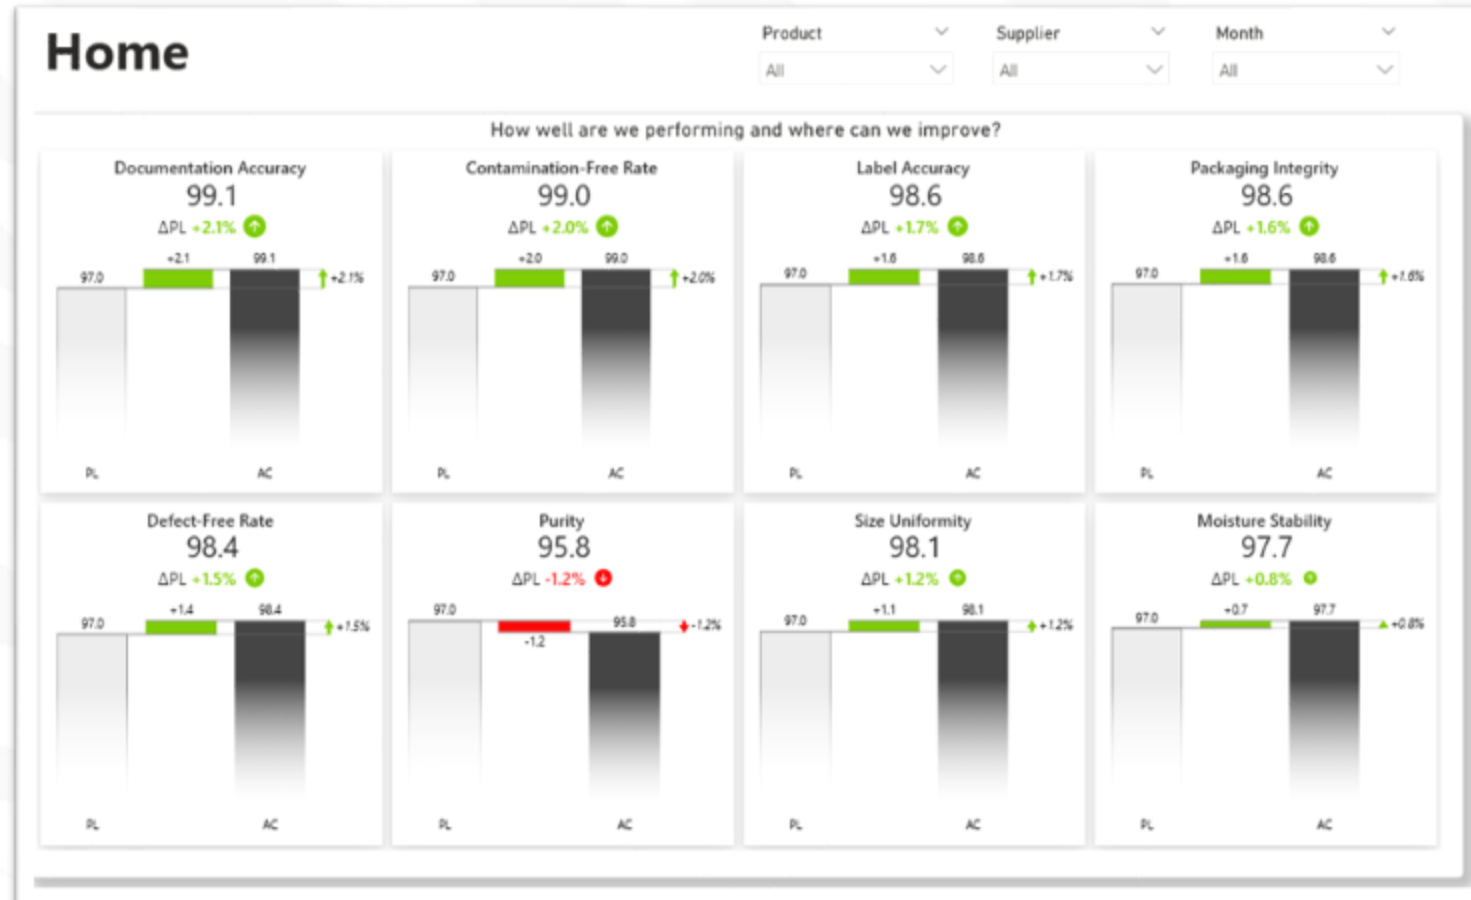 Home
Product
Supplier
Month
All
All
All
How well are we performing and where can we improve?
Documentation Accuracy
99.1
ΔPL +2.1%
+2.1
99.1
97.0
+2.1%
PL
AC
Contamination-Free Rate
99.0
ΔPL +2.0%
+2.0
99.0
97.0
+2.0%
PL
AC
Label Accuracy
98.6
ΔPL +1.7%
+1.6
98.6
97.0
+1.7%
PL
AC
Packaging Integrity
98.6
ΔPL +1.6%
+1.6
98.6
97.0
+1.6%
PL
AC
Defect-Free Rate
98.4
ΔPL +1.5%
+1.4
98.4
97.0
+1.5%
PL
AC
Purity
95.8
ΔPL -1.2%
97.0
95.8
-1.2%
-1.2
PL
AC
Size Uniformity
98.1
ΔPL +1.2%
+1.1
98.1
97.0
+1.2%
PL
AC
Moisture Stability
97.7
ΔPL +0.8%
+0.7
97.7
97.0
+0.8%
PL
AC